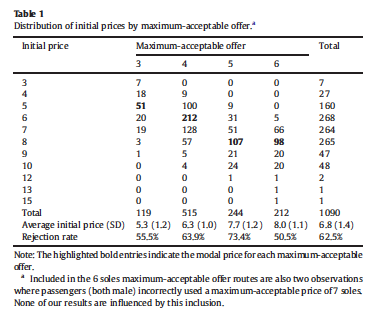 Table 1
Distribution of initial prices by maximum-acceptable offer.a
Initial price Maximum-acceptable offer Total
3 4 5 6
3 7 0 0 0 7
4 18 9 0 0 27
5 51 100 9 0 160
6 20 212 31 5 268
7 19 128 51 66 264
8 3 57 107 98 265
9 1 5 21 20 47
10 0 4 24 20 48
12 0 0 1 1 2
13 0 0 0 1 1
15 0 0 0 1 1
Total 119 515 244 212 1090
Average initial price (SD) 5.3 (1.2) 6.3 (1.0) 7.7 (1.2) 8.0 (1.1) 6.8 (1.4)
Rejection rate 55.5% 63.9% 73.4% 50.5% 62.5%
Note: The highlighted bold entries indicate the modal price for each maximum-acceptable
offer.
a Included in the 6 soles maximum-acceptable offer routes are also two observations
where passengers (both male) incorrectly used a maximum-acceptable price of 7 soles.
None of our results are influenced by this inclusion.